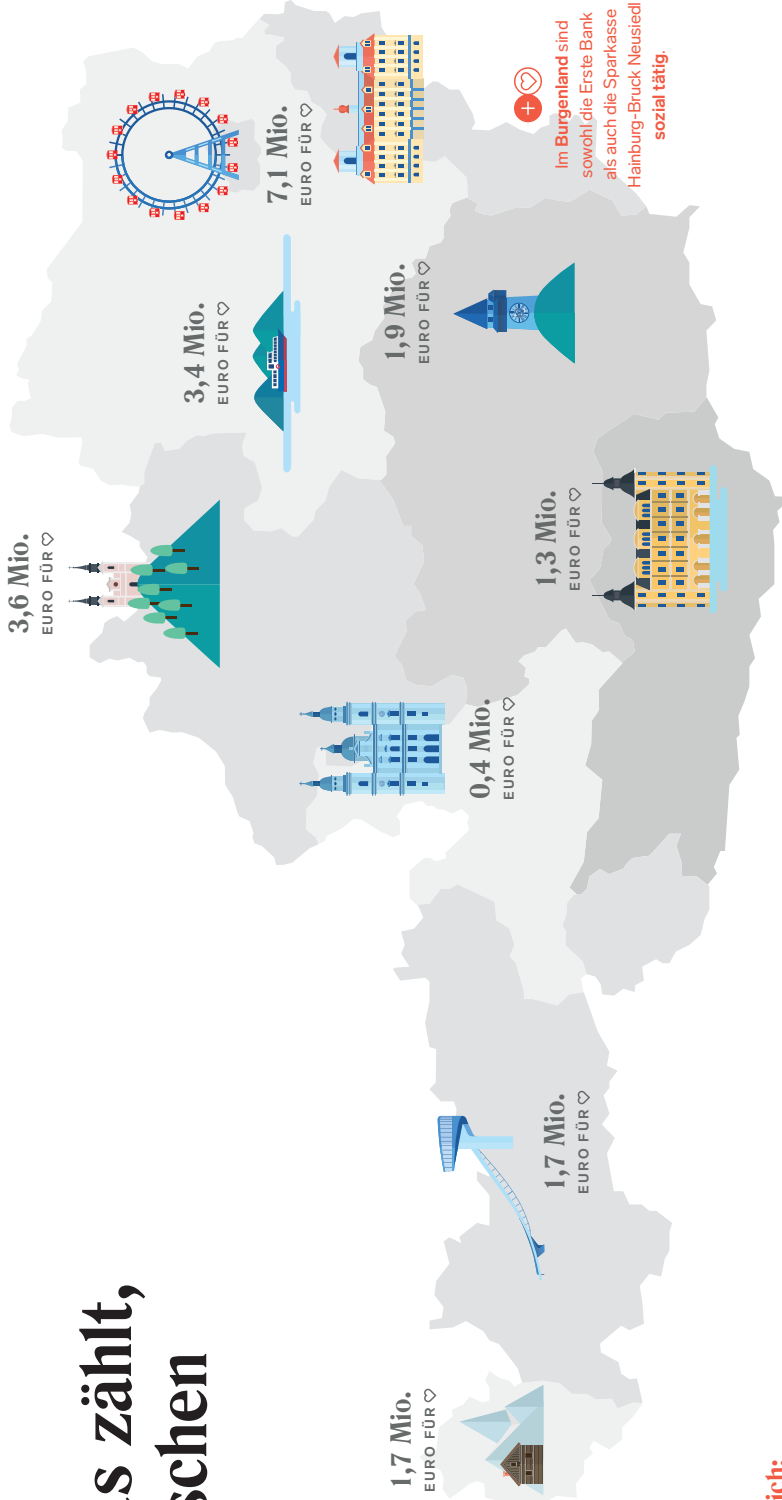 s zählt,
schen
3,6 Mio.
EURO FÜR
3,4 Mio.
EURO FÜR
7,1 Mio.
EURO FÜR
1,9 Mio.
EURO FÜR
1,7 Mio.
EURO FÜR
0,4 Mio.
EURO FÜR
1,3 Mio.
EURO FÜR
1,7 Mio.
EURO FÜR
Im Burgenland sind
sowohl die Erste Bank
als auch die Sparkasse
Hainburg-Bruck Neusiedl
sozial tätig.
ich: